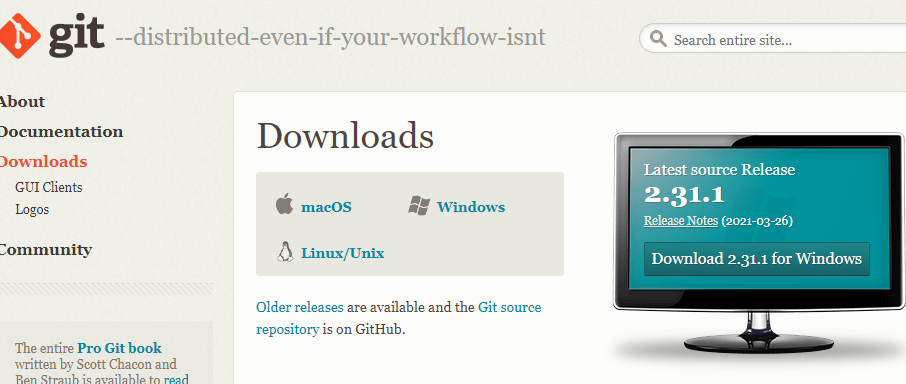 git --distributed-even-if-your-workflow-isnt
Search entire site...
About
Documentation
Downloads
GUI Clients
Logos
Community
The entire Pro Git book
written by Scott Chacon and
Ben Straub is available to read
Downloads
macOS
Windows
Linux/Unix
Older releases are available and the Git source
repository is on GitHub.
Latest source Release
2.31.1
Release Notes (2021-03-26)
Download 2.31.1 for Windows